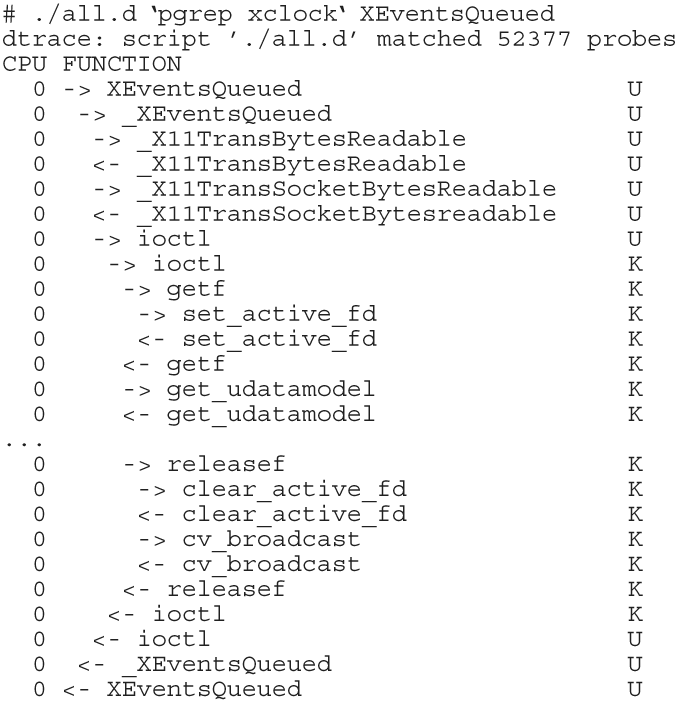 # ./all.d ‛pgrep xclock‛ XEventsQueued
dtrace: script ’./all.d’ matched 52377 probes
CPU FUNCTION
  0 -> XEventsQueued                      U
  0  -> _XEventsQueued                    U
  0   -> _X11TransBytesReadable           U
  0   <- _X11TransBytesReadable           U
  0   -> _X11TransSocketBytesReadable     U
  0   <- _X11TransSocketBytesreadable     U
  0   -> ioctl                            U
  0    -> ioctl                           K
  0     -> getf                           K
  0      -> set_active_fd                 K
  0      <- set_active_fd                 K
  0     <- getf                           K
  0     -> get_udatamodel                 K
  0     <- get_udatamodel                 K
...
  0     -> releasef                       K
  0      -> clear_active_fd               K
  0      <- clear_active_fd               K
  0      -> cv_broadcast                  K
  0      <- cv_broadcast                  K
  0     <- releasef                       K
  0    <- ioctl                           K
  0   <- ioctl                            U
  0  <- _XEventsQueued                    U
  0 <- XEventsQueued                      U